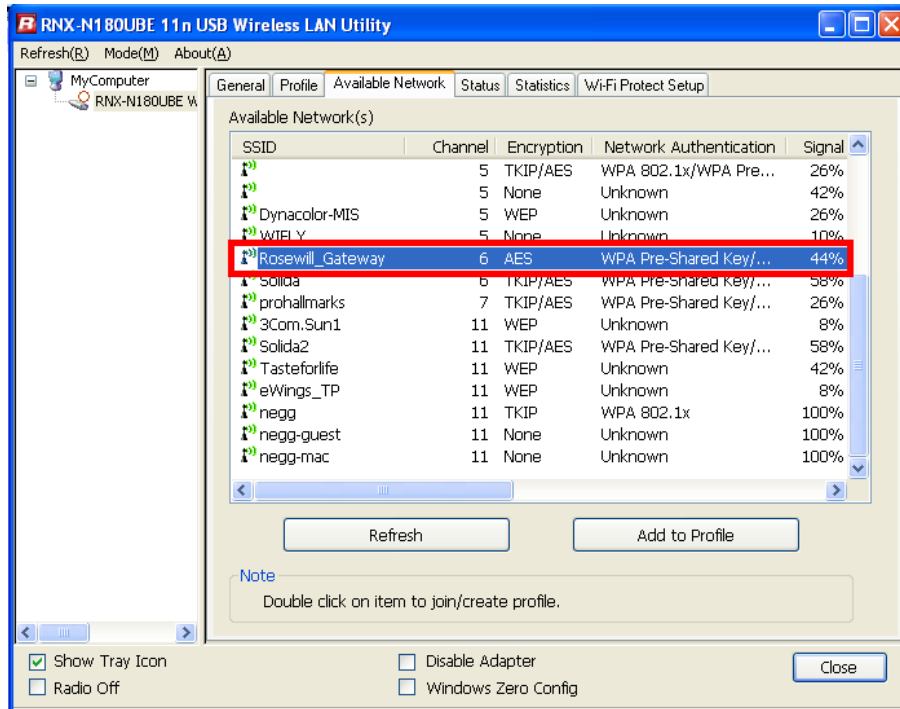 RNX-N180UBE 11n USB Wireless LAN Utility
Refresh(R) Mode(M) About(A)
MyComputer
RNX-N180UBE W
General Profile Available Network Status Statistics Wi-Fi Protect Setup
Available Network(s)
SSID Channel Encryption Network Authentication Signal
5 TKIP/AES WPA 802.1x/WPA Pre... 26%
5 None Unknown 42%
Dynacolor-MIS 5 WEP Unknown 26%
WIFLY 5 None Unknown 10%
Rosewill_Gateway 6 AES WPA Pre-Shared Key/... 44%
Solida 6 TKIP/AES WPA Pre-Shared Key/... 58%
prohallmarks 7 TKIP/AES WPA Pre-Shared Key/... 26%
3Com.Sun1 11 WEP Unknown 8%
Solida2 11 TKIP/AES WPA Pre-Shared Key/... 58%
Tasteforlife 11 WEP Unknown 42%
eWings_TP 11 WEP Unknown 8%
negg 11 TKIP WPA 802.1x 100%
negg-guest 11 None Unknown 100%
negg-mac 11 None Unknown 100%
Refresh Add to Profile
Note
Double click on item to join/create profile.
Show Tray Icon Disable Adapter Close
Radio Off Windows Zero Config